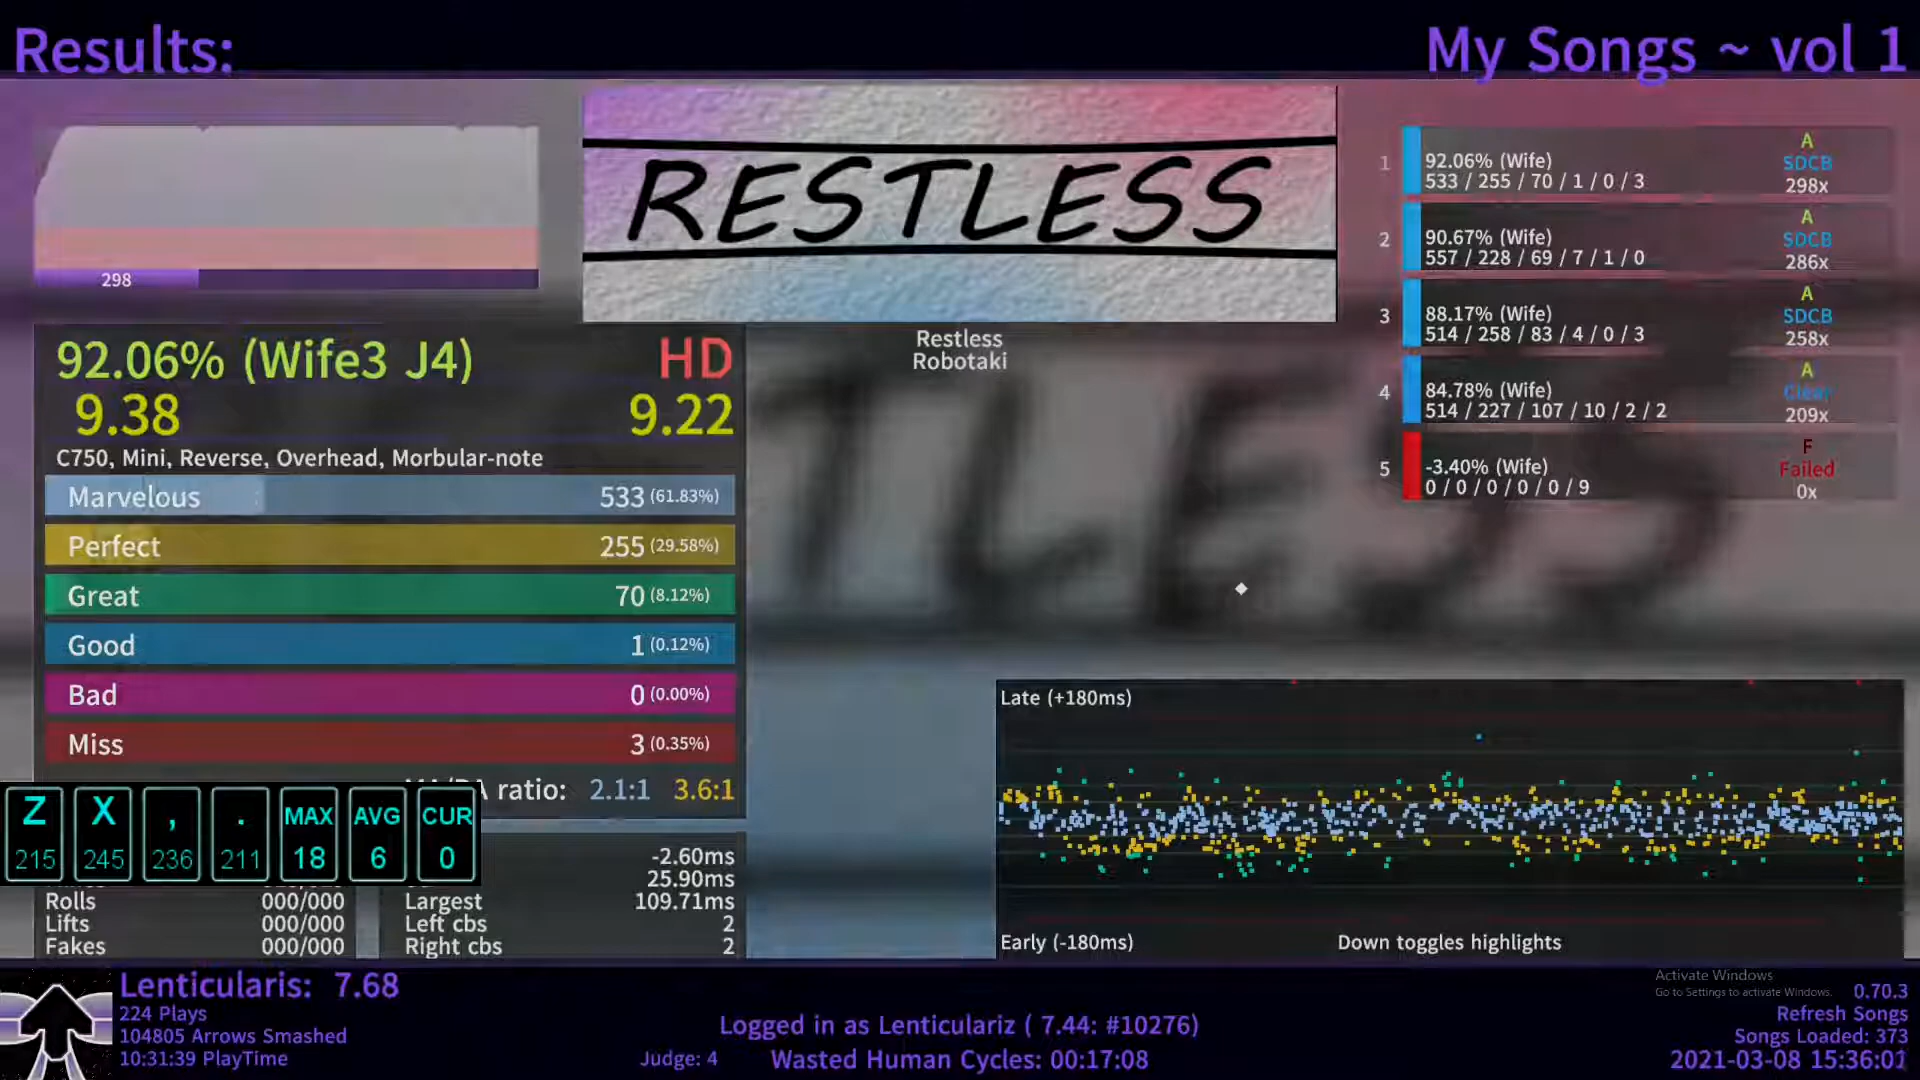 Results:
My Songs ~ vol 1
298
RESTLESS
Restless
Robotaki
1
92.06% (Wife)
533 / 255 / 70 / 1 / 0 / 3
A
SDCB
298x
2
90.67% (Wife)
557 / 228 / 69 / 7 / 1 / 0
A
SDCB
286x
3
88.17% (Wife)
514 / 258 / 83 / 4 / 0 / 3
A
SDCB
258x
4
84.78% (Wife)
514 / 227 / 107 / 10 / 2 / 2
A
Clear
209x
5
-3.40% (Wife)
0 / 0 / 0 / 0 / 0 / 9
F
Failed
0x
92.06% (Wife3 J4) HD
9.38 9.22
C750, Mini, Reverse, Overhead, Morbular-note
Marvelous 533 (61.83%)
Perfect 255 (29.58%)
Great 70 (8.12%)
Good 1 (0.12%)
Bad 0 (0.00%)
Miss 3 (0.35%)
ratio: 2.1:1 3.6:1
Z X , . MAX AVG CUR
215 245 236 211 18 6 0
-2.60ms
25.90ms
Rolls 000/000
Lifts 000/000
Fakes 000/000
Largest 109.71ms
Left cbs 2
Right cbs 2
TLESS
Late (+180ms)
Early (-180ms)
Down toggles highlights
Lenticularis: 7.68
224 Plays
104805 Arrows Smashed
10:31:39 PlayTime
Judge: 4
Logged in as Lenticulariz ( 7.44: #10276)
Wasted Human Cycles: 00:17:08
Activate Windows
Go to Settings to activate Windows.
0.70.3
Refresh Songs
Songs Loaded: 373
2021-03-08 15:36:01